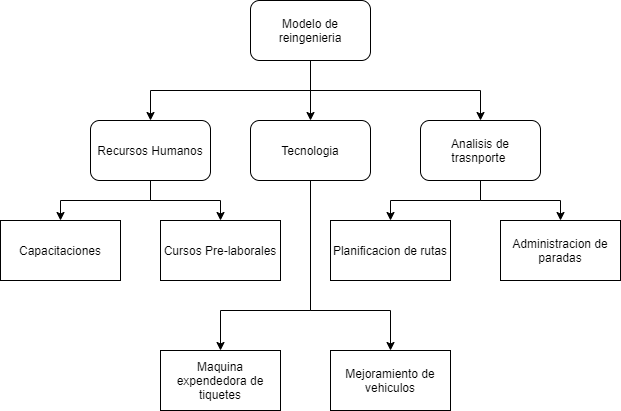 Modelo de
reingenieria
Recursos Humanos
Tecnologia
Analisis de
trasnporte
Capacitaciones
Cursos Pre-laborales
Planificacion de rutas
Administracion de
paradas
Maquina
expendedora de
tiquetes
Mejoramiento de
vehiculos